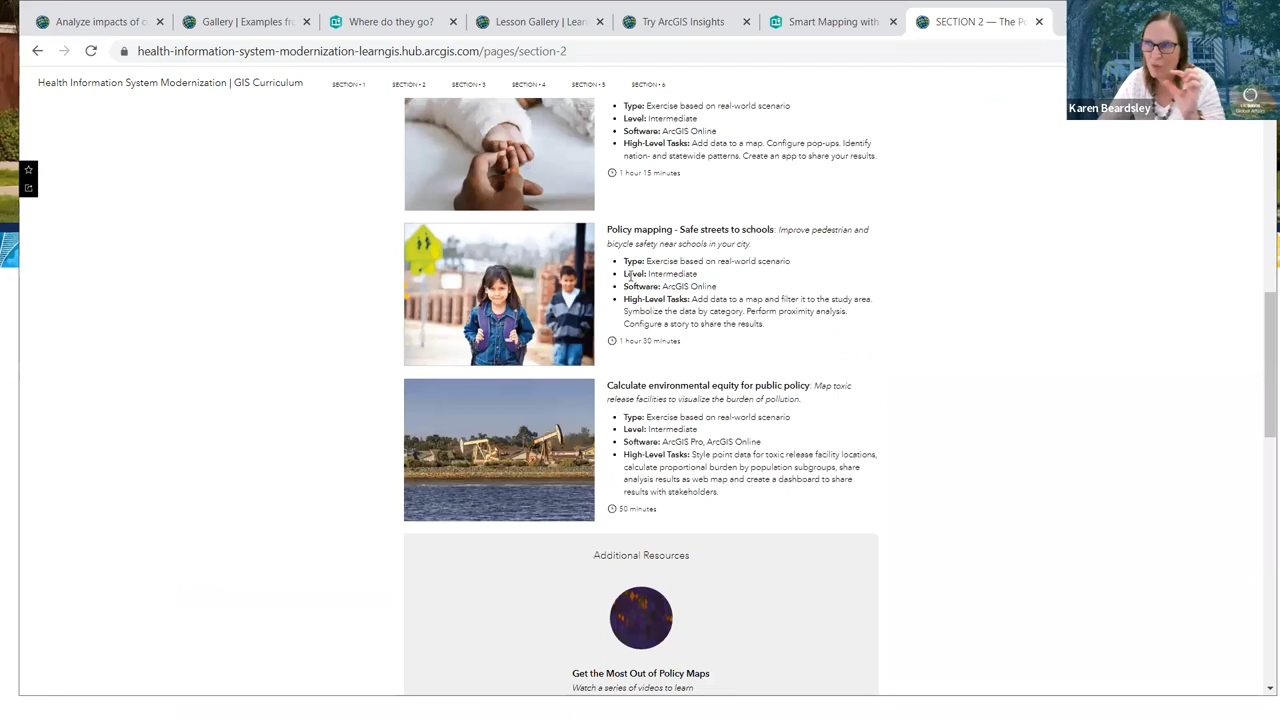 Analyze impacts of c
Gallery | Examples fro
Where do they go?
Lesson Gallery | Lear
Try ArcGIS Insights
Smart Mapping with
SECTION 2 — The P
health-information-system-modernization-learngis.hub.arcgis.com/pages/section-2
Health Information System Modernization | GIS Curriculum
SECTION - 1
SECTION - 2
SECTION - 3
SECTION - 4
SECTION - 5
SECTION - 6
Karen Beardsley
UC DAVIS
Global Affairs
Type: Exercise based on real-world scenario
Level: Intermediate
Software: ArcGIS Online
High-Level Tasks: Add data to a map. Configure pop-ups. Identify
nation- and statewide patterns. Create an app to share your results.
1 hour 15 minutes
Policy mapping - Safe streets to schools: Improve pedestrian and
bicycle safety near schools in your city.
Type: Exercise based on real-world scenario
Level: Intermediate
Software: ArcGIS Online
High-Level Tasks: Add data to a map and filter it to the study area.
Symbolize the data by category. Perform proximity analysis.
Configure a story to share the results.
1 hour 30 minutes
Calculate environmental equity for public policy: Map toxic
release facilities to visualize the burden of pollution.
Type: Exercise based on real-world scenario
Level: Intermediate
Software: ArcGIS Pro, ArcGIS Online
High-Level Tasks: Style point data for toxic release facility locations,
calculate proportional burden by population subgroups, share
analysis results as web map and create a dashboard to share
results with stakeholders.
50 minutes
Additional Resources
Get the Most Out of Policy Maps
Watch a series of videos to learn